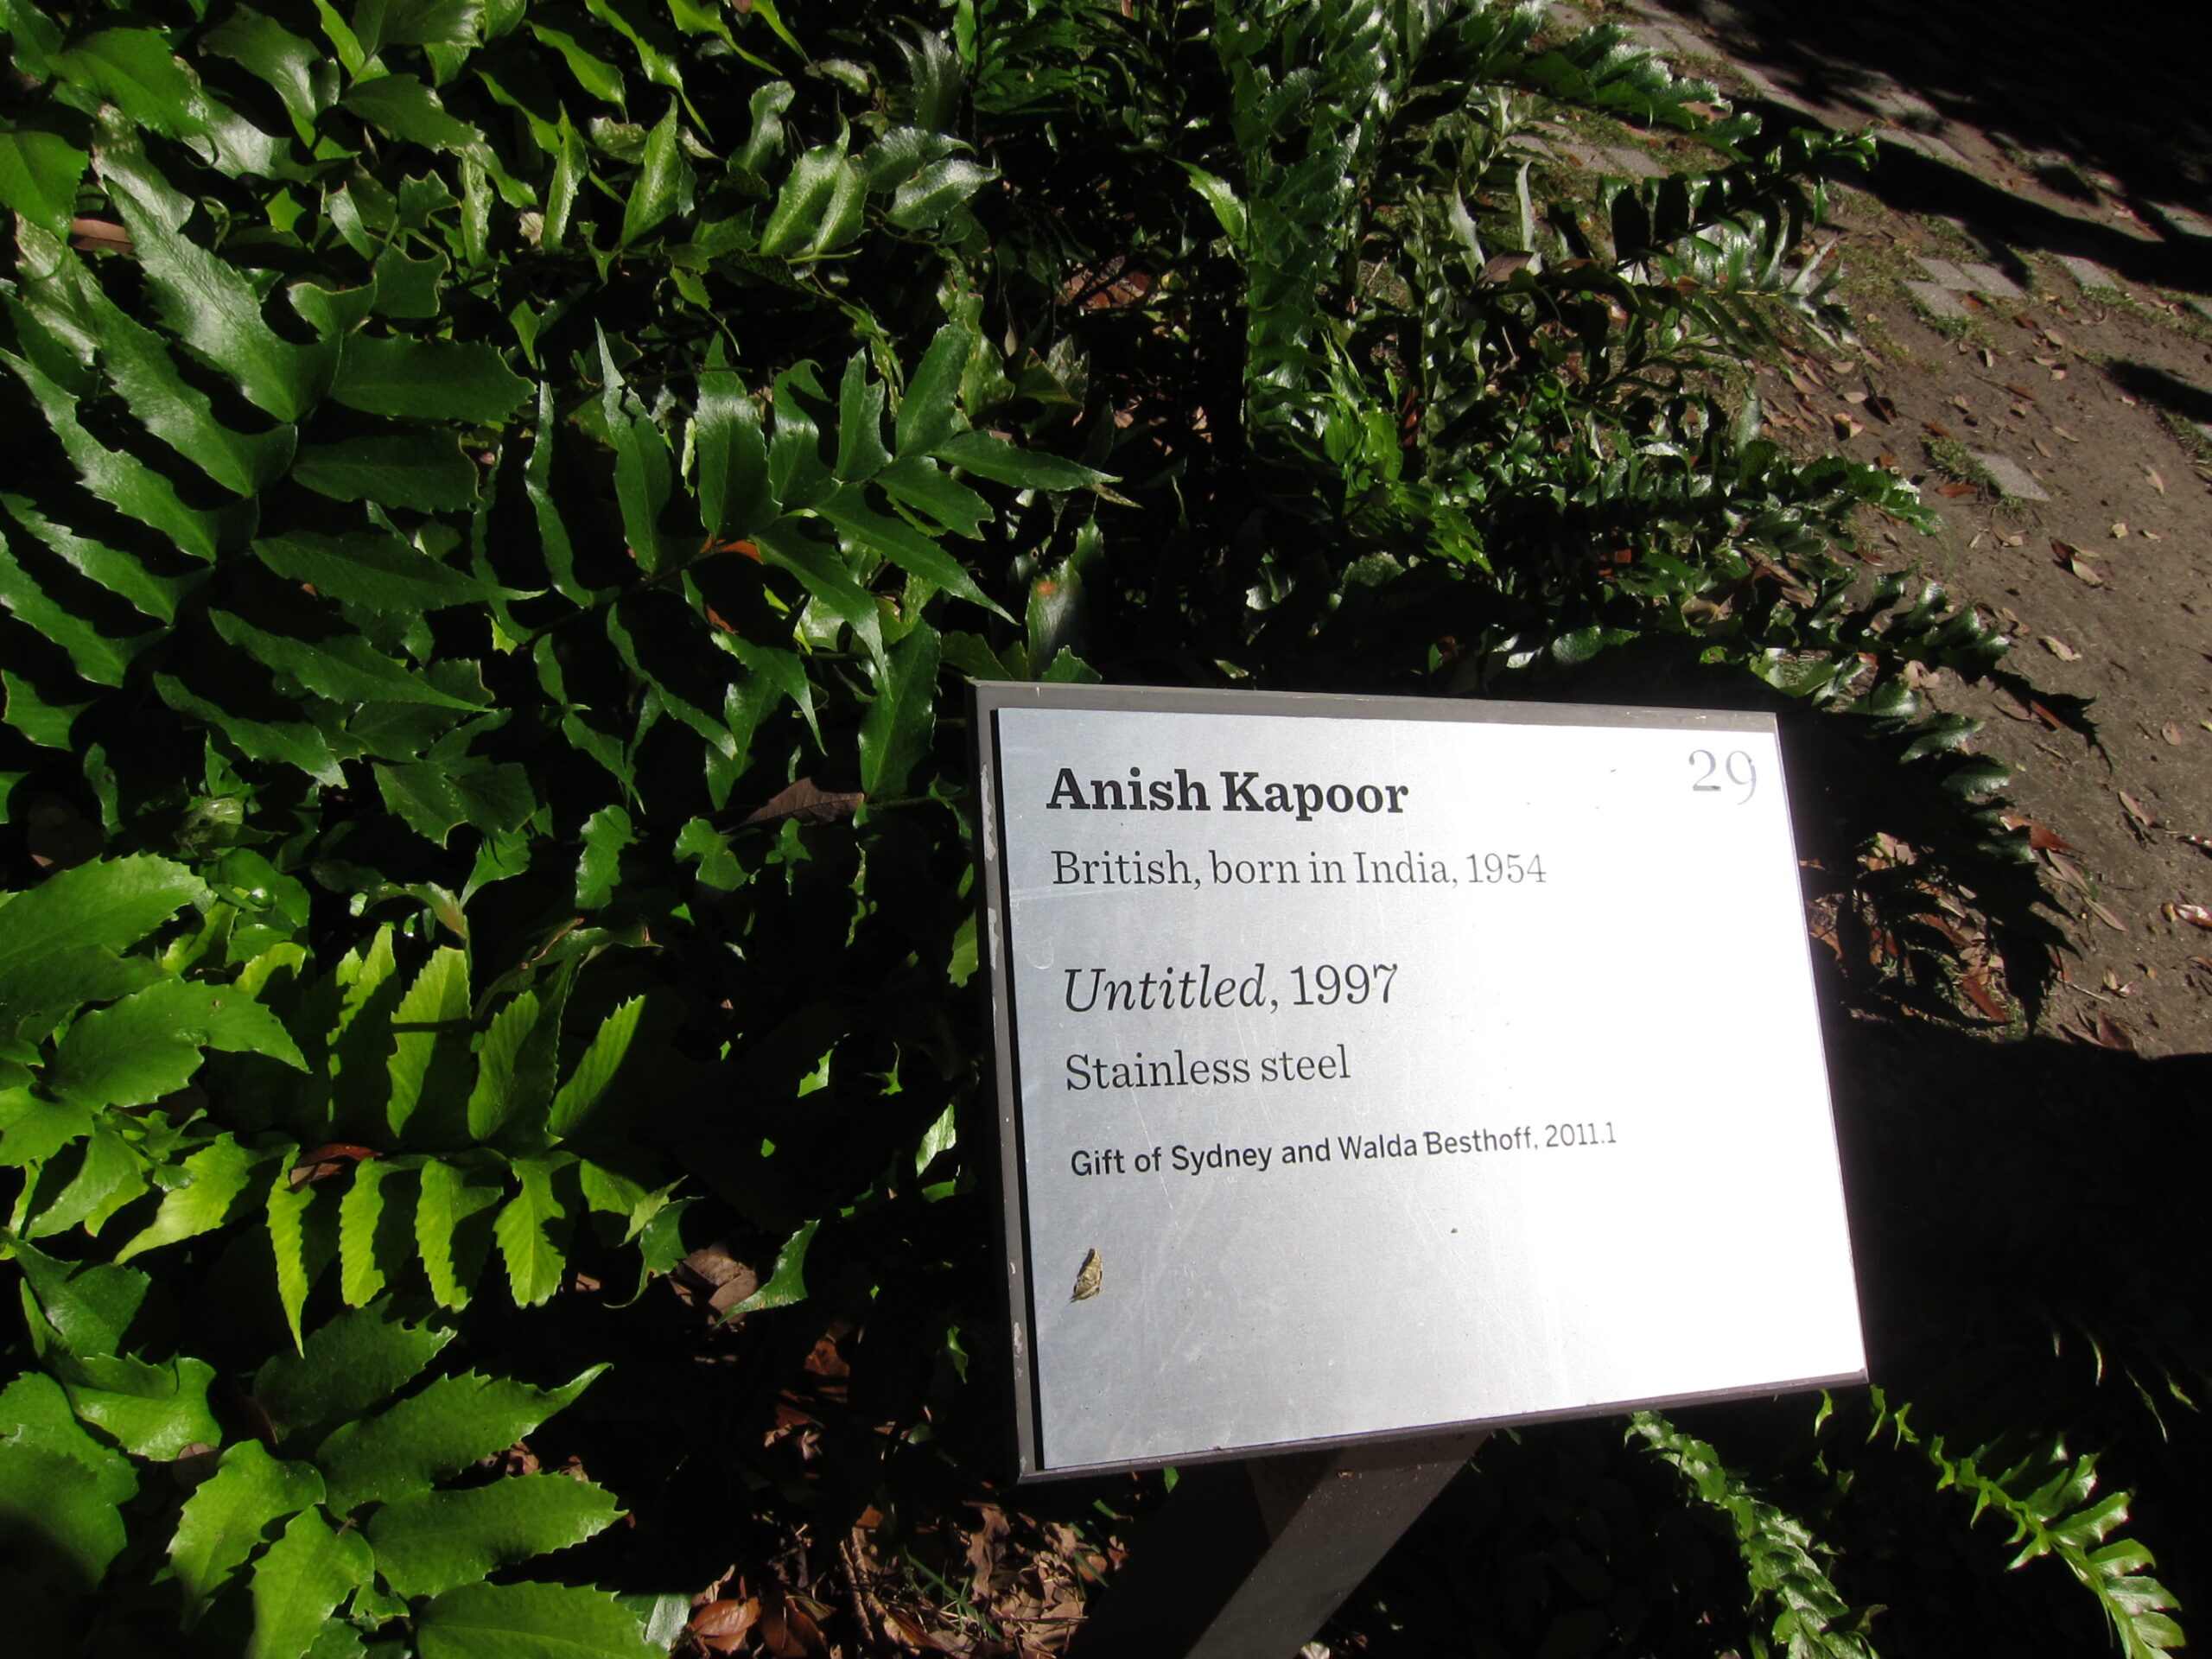 29
Anish Kapoor
British, born in India, 1954
Untitled, 1997
Stainless steel
Gift of Sydney and Walda Besthoff, 2011.1